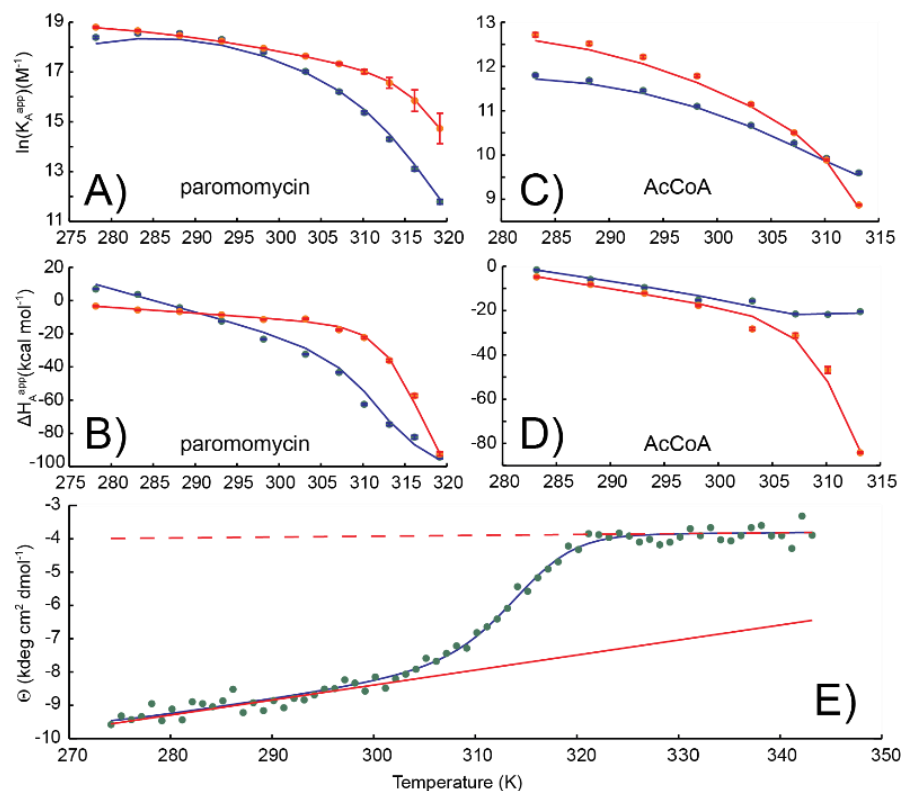 ln(K_A^app)(M^-1)
19
17
15
13
11
A)
paromomycin
275 280 285 290 295 300 305 310 315 320
13
12
11
10
9
C)
AcCoA
280 285 290 295 300 305 310 315
ΔH_A^app(kcal mol^-1)
20
0
-20
-40
-60
-80
-100
B)
paromomycin
275 280 285 290 295 300 305 310 315 320
0
-20
-40
-60
-80
D)
AcCoA
280 285 290 295 300 305 310 315
Θ (kdeg cm^2 dmol^-1)
-3
-4
-5
-6
-7
-8
-9
-10
E)
270 280 290 300 310 320 330 340 350
Temperature (K)